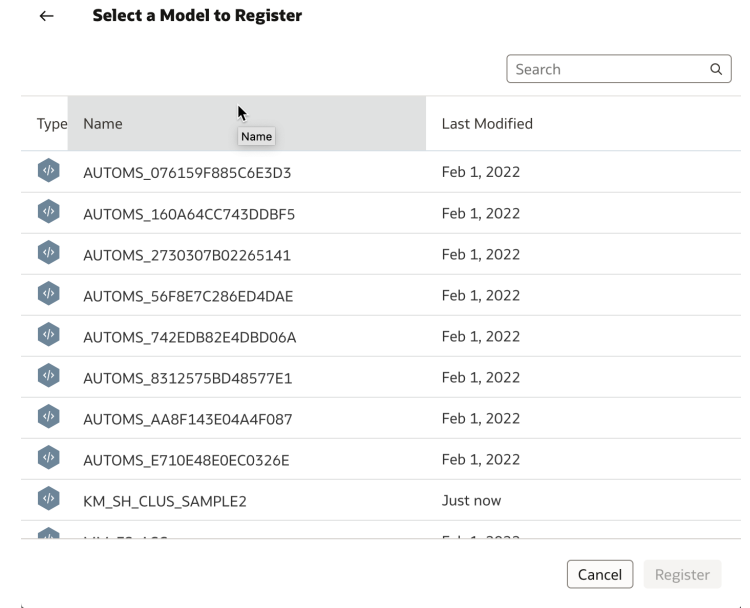 Select a Model to Register
Search
Type Name Last Modified
Name
AUTOMS_076159F885C6E3D3 Feb 1, 2022
AUTOMS_160A64CC743DDBF5 Feb 1, 2022
AUTOMS_2730307B02265141 Feb 1, 2022
AUTOMS_56F8E7C286ED4DAE Feb 1, 2022
AUTOMS_742EDB82E4DBD06A Feb 1, 2022
AUTOMS_8312575BD48577E1 Feb 1, 2022
AUTOMS_AA8F143E04A4F087 Feb 1, 2022
AUTOMS_E710E48E0EC0326E Feb 1, 2022
KM_SH_CLUS_SAMPLE2 Just now
Cancel Register